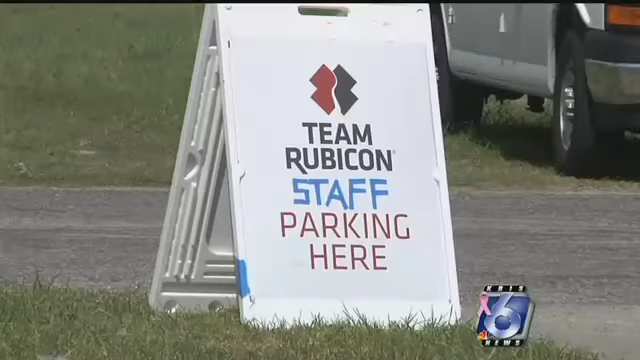 TEAM
RUBICON®
STAFF
PARKING
HERE
KRIS
6
NEWS